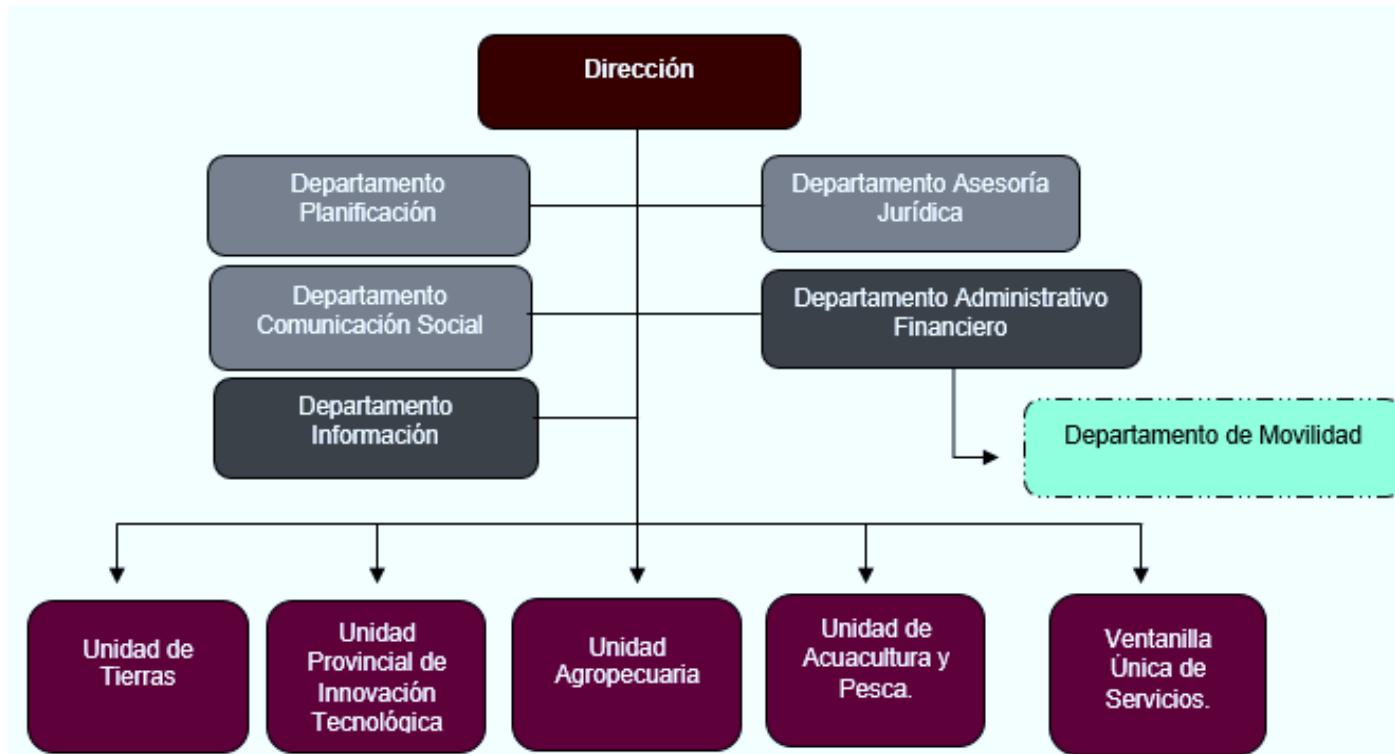 Dirección
Departamento
Planificación
Departamento Asesoría
Jurídica
Departamento
Comunicación Social
Departamento Administrativo
Financiero
Departamento
Información
Departamento de Movilidad
Unidad de
Tierras
Unidad
Provincial de
Innovación
Tecnológica
Unidad
Agropecuaria
Unidad de
Acuacultura y
Pesca.
Ventanilla
Única de
Servicios.